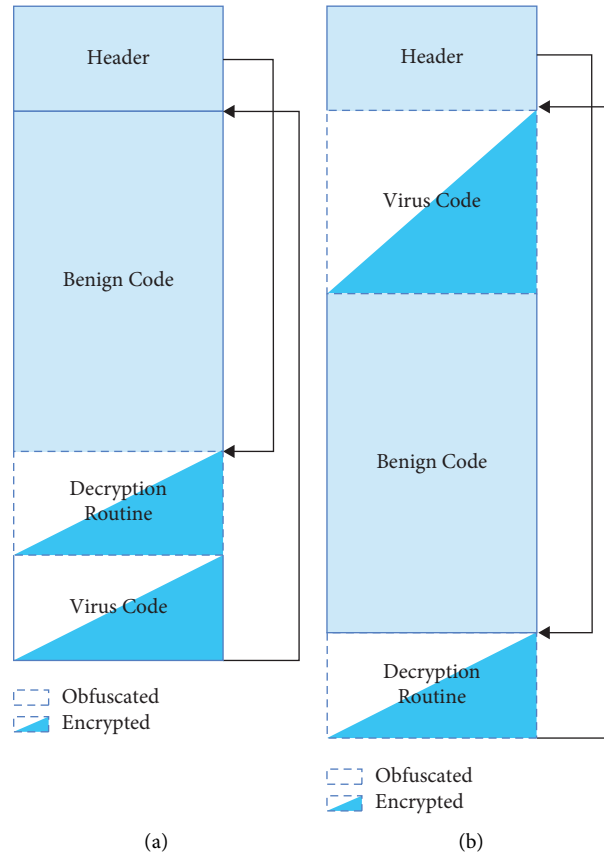 Header
Benign Code
Decryption
Routine
Virus Code
Obfuscated
Encrypted
(a)
Header
Virus Code
Benign Code
Decryption
Routine
Obfuscated
Encrypted
(b)